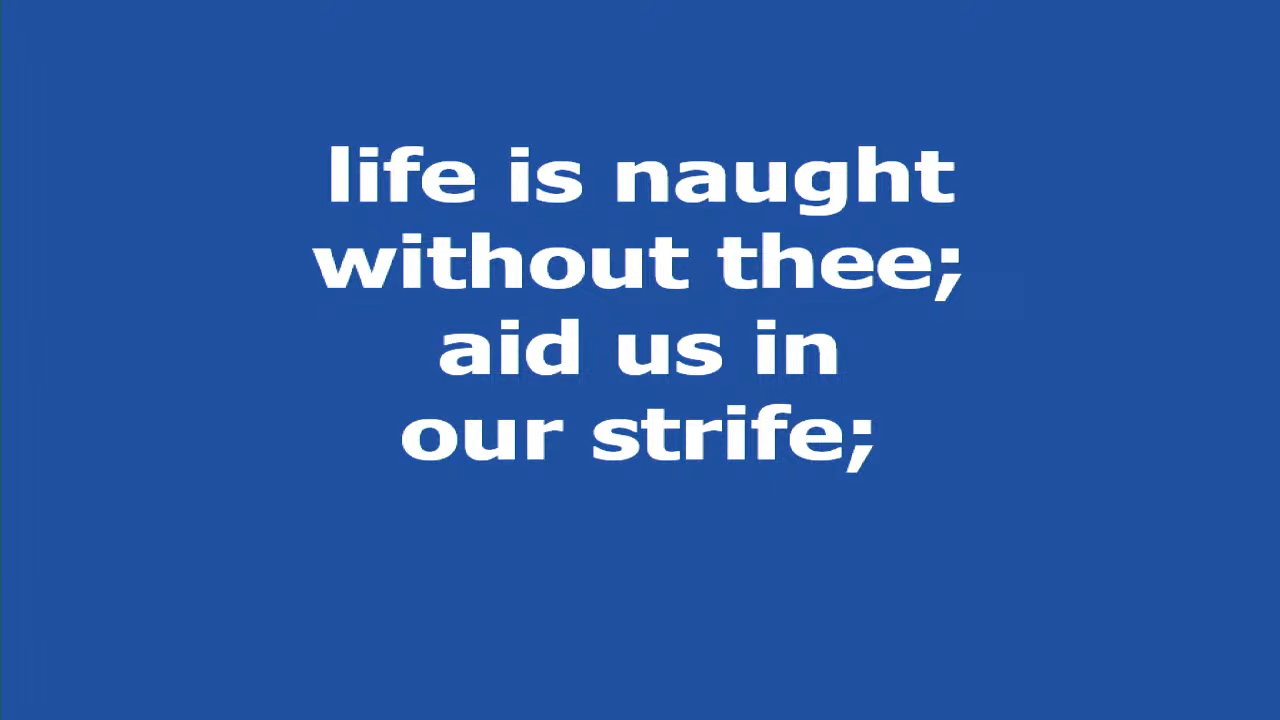 life is naught
without thee;
aid us in
our strife;